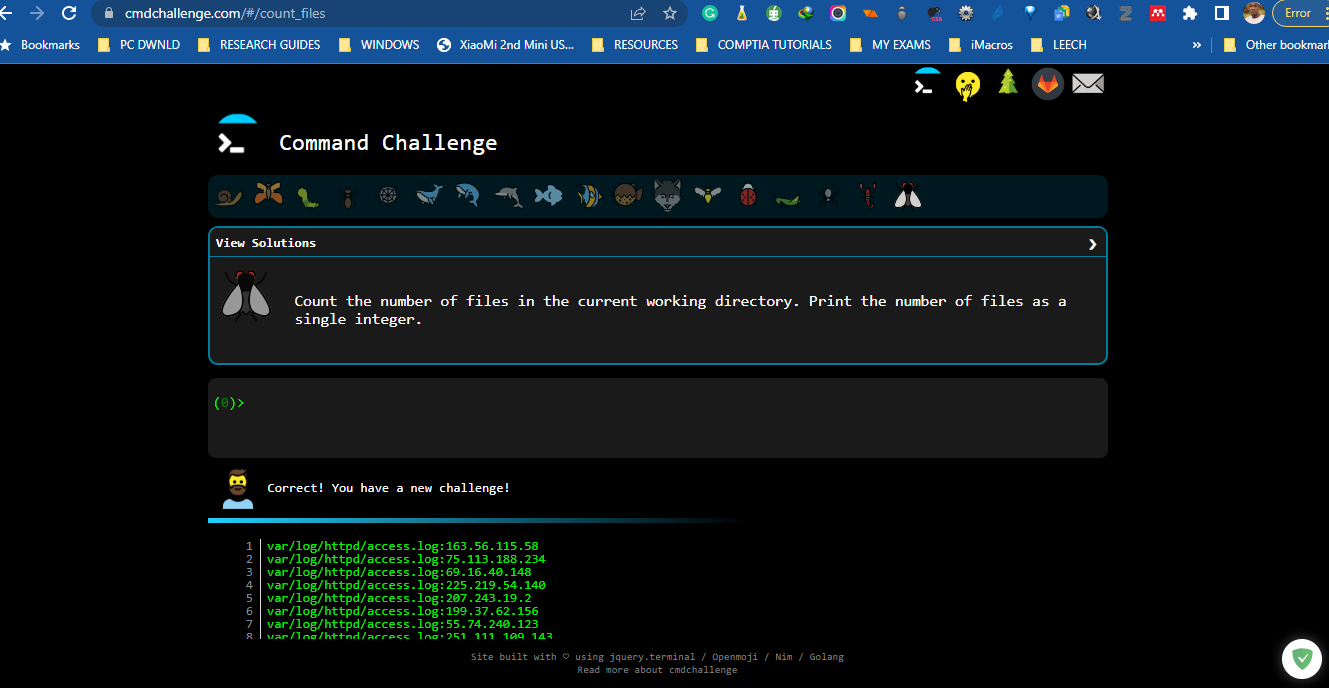 cmdchallenge.com/#/count_files
Error
Bookmarks PC DWNLD RESEARCH GUIDES WINDOWS XiaoMi 2nd Mini US... RESOURCES COMPTIA TUTORIALS MY EXAMS iMacros LEECH » Other bookmar
>_ Command Challenge
View Solutions ❯
Count the number of files in the current working directory. Print the number of files as a
single integer.
(0)>
Correct! You have a new challenge!
1 var/log/httpd/access.log:163.56.115.58
2 var/log/httpd/access.log:75.113.188.234
3 var/log/httpd/access.log:69.16.40.148
4 var/log/httpd/access.log:225.219.54.140
5 var/log/httpd/access.log:207.243.19.2
6 var/log/httpd/access.log:199.37.62.156
7 var/log/httpd/access.log:55.74.240.123
8 var/log/httpd/access.log:251.111.109.143
Site built with ♡ using jquery.terminal / Openmoji / Nim / Golang
Read more about cmdchallenge